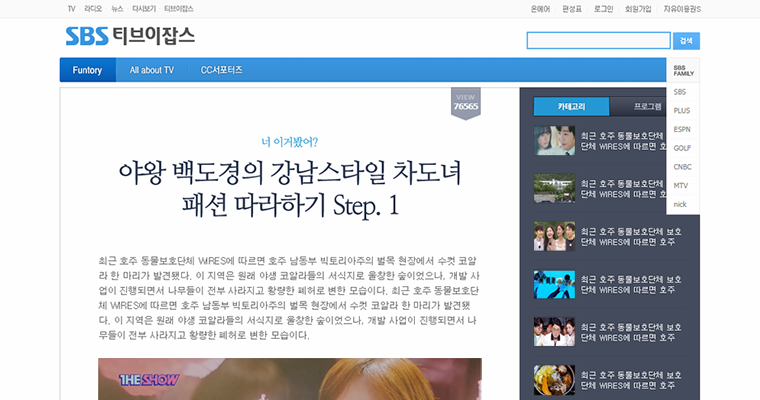 TV 라디오 뉴스 다시보기 티브이잡스
온에어 편성표 로그인 회원가입 자유이용권S
SBS 티브이잡스
검색
Funtory All about TV CC서포터즈
SBS
FAMILY
SBS
PLUS
ESPN
GOLF
CNBC
MTV
nick
VIEW
76565
너 이거봤어?
야왕 백도경의 강남스타일 차도녀
패션 따라하기 Step. 1
최근 호주 동물보호단체 WIRES에 따르면 호주 남동부 빅토리아주의 벌목 현장에서 수컷 코알
라 한 마리가 발견됐다. 이 지역은 원래 야생 코알라들의 서식지로 울창한 숲이었으나, 개발 사
업이 진행되면서 나무들이 전부 사라지고 황량한 폐허로 변한 모습이다. 최근 호주 동물보호단
체 WIRES에 따르면 호주 남동부 빅토리아주의 벌목 현장에서 수컷 코알라 한 마리가 발견됐
다. 이 지역은 원래 야생 코알라들의 서식지로 울창한 숲이었으나, 개발 사업이 진행되면서 나
무들이 전부 사라지고 황량한 폐허로 변한 모습이다.
THE SHOW
카테고리 프로그램
최근 호주 동물보호단체
단체 WIRES에 따르면 호
최근 호주 동물보호단체
단체 WIRES에 따르면 호
최근 호주 동물보호단체 보호
단체 WIRES에 따르면 호주
최근 호주 동물보호단체 보호
단체 WIRES에 따르면 호주
최근 호주 동물보호단체 보호
단체 WIRES에 따르면 호주
최근 호주 동물보호단체 보호
단체 WIRES에 따르면 호주